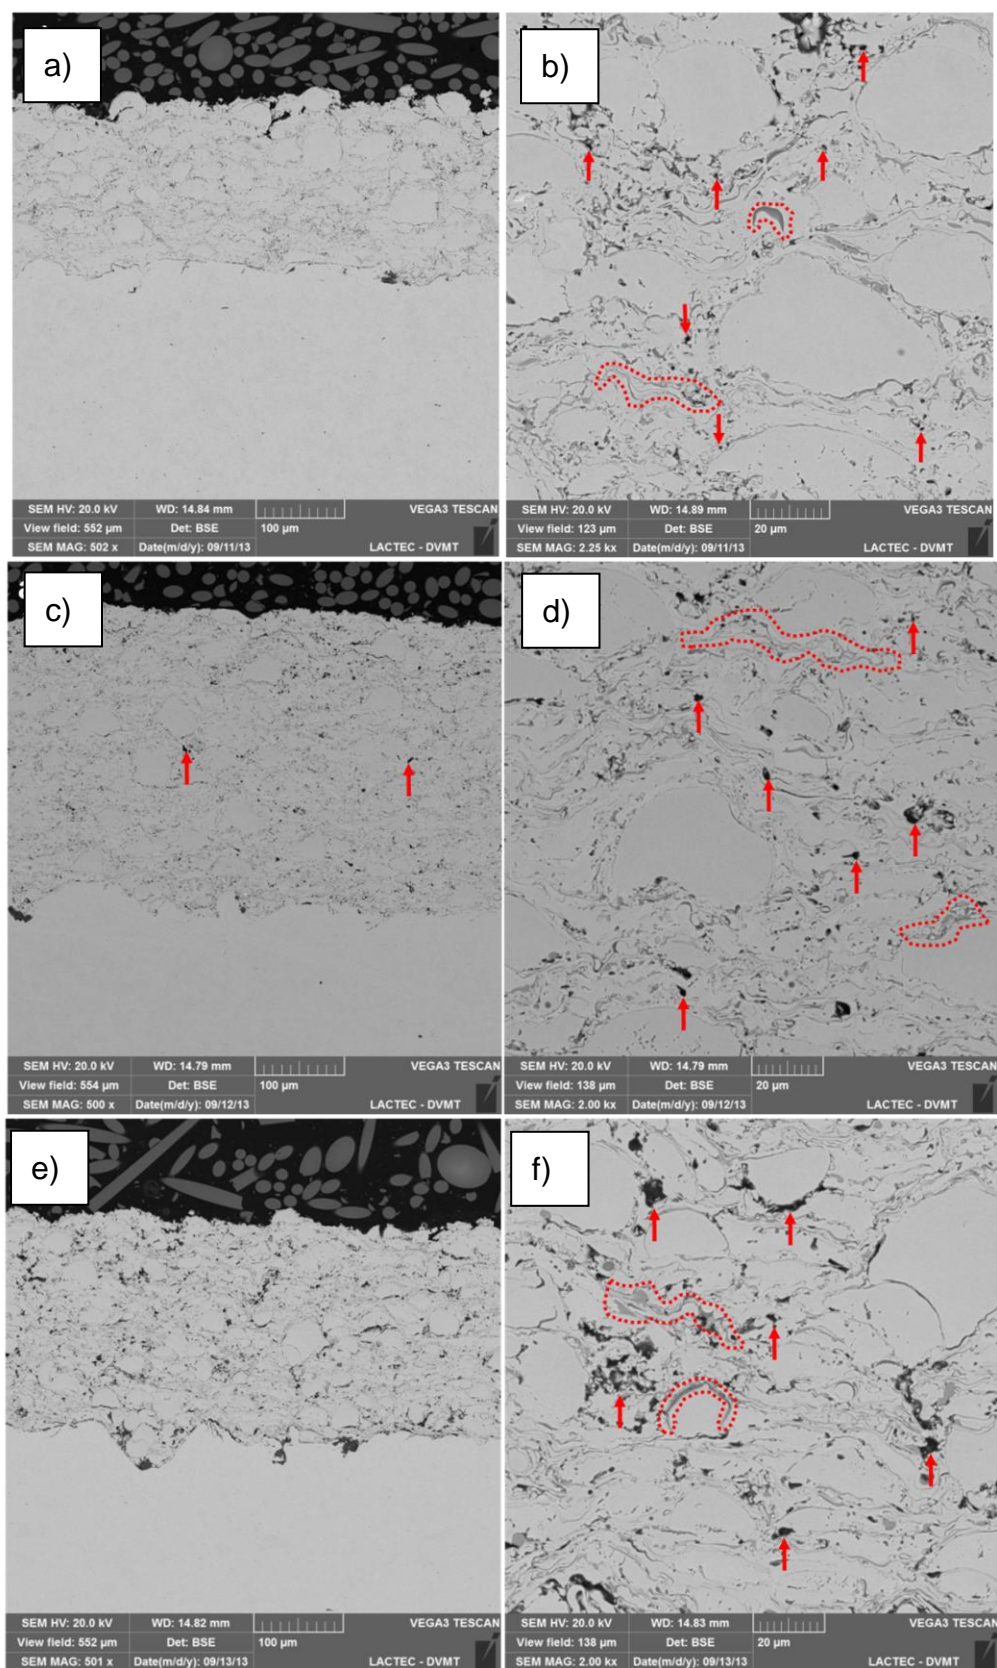 a)
b)
SEM HV: 20.0 kV WD: 14.84 mm VEGA3 TESCAN
View field: 552 µm Det: BSE 100 µm
SEM MAG: 502 x Date(m/d/y): 09/11/13 LACTEC - DVMT
SEM HV: 20.0 kV WD: 14.89 mm VEGA3 TESCAN
View field: 123 µm Det: BSE 20 µm
SEM MAG: 2.25 kx Date(m/d/y): 09/11/13 LACTEC - DVMT
c)
d)
SEM HV: 20.0 kV WD: 14.79 mm VEGA3 TESCAN
View field: 554 µm Det: BSE 100 µm
SEM MAG: 500 x Date(m/d/y): 09/12/13 LACTEC - DVMT
SEM HV: 20.0 kV WD: 14.79 mm VEGA3 TESCAN
View field: 138 µm Det: BSE 20 µm
SEM MAG: 2.00 kx Date(m/d/y): 09/12/13 LACTEC - DVMT
e)
f)
SEM HV: 20.0 kV WD: 14.82 mm VEGA3 TESCAN
View field: 552 µm Det: BSE 100 µm
SEM MAG: 501 x Date(m/d/y): 09/13/13 LACTEC - DVMT
SEM HV: 20.0 kV WD: 14.83 mm VEGA3 TESCAN
View field: 138 µm Det: BSE 20 µm
SEM MAG: 2.00 kx Date(m/d/y): 09/13/13 LACTEC - DVMT